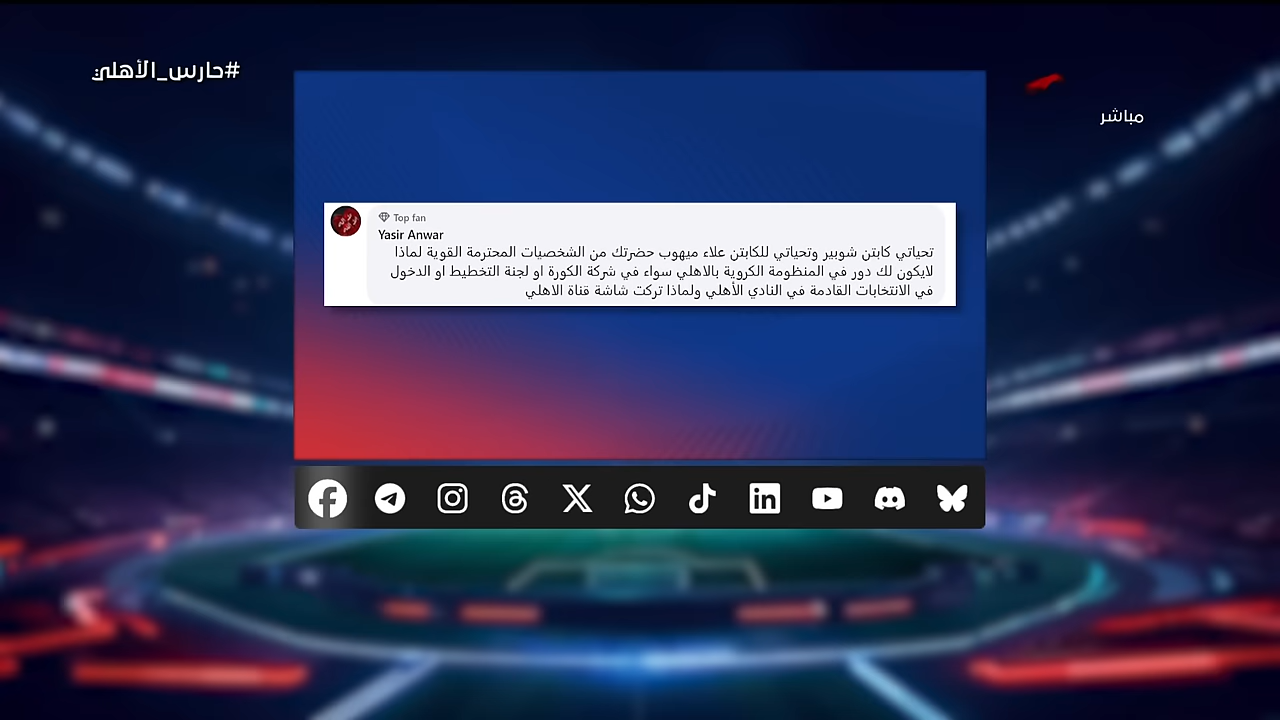 #حارس_الأهلي
مباشر
Top fan
Yasir Anwar
تحياتي كابتن شوبير وتحياتي للكابتن علاء ميهوب حضرتك من الشخصيات المحترمة القوية لماذا
لايكون لك دور في المنظومة الكروية بالاهلي سواء في شركة الكورة او لجنة التخطيط او الدخول
في الانتخابات القادمة في النادي الأهلي ولماذا تركت شاشة قناة الاهلي